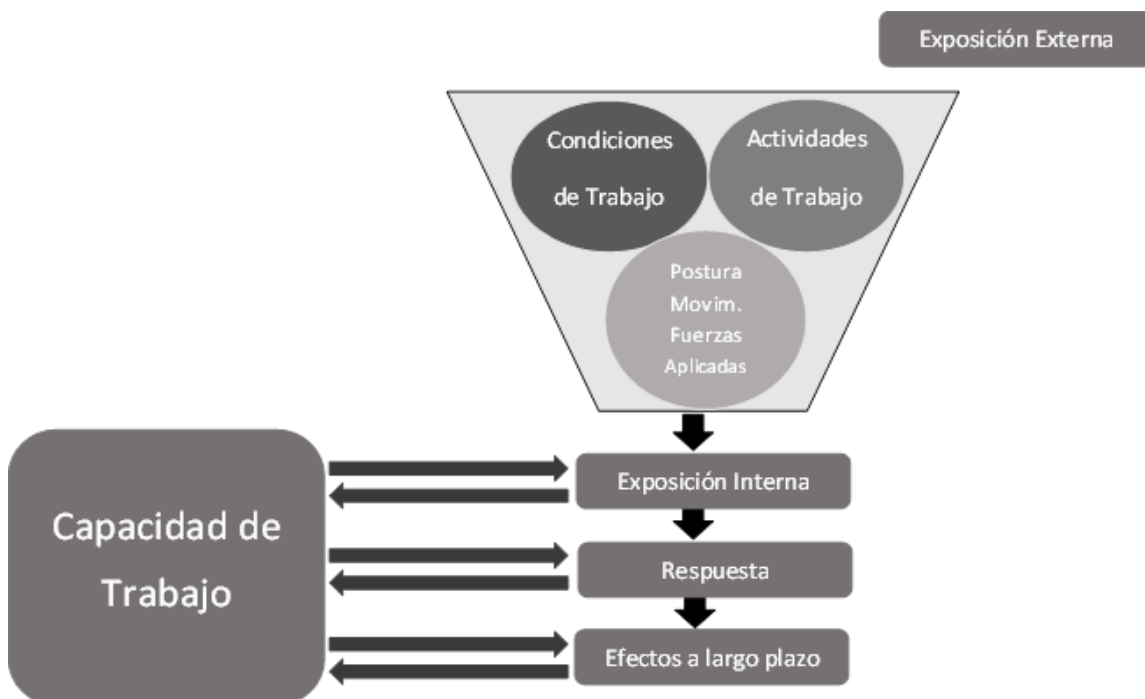 Exposición Externa
Condiciones
de Trabajo
Actividades
de Trabajo
Postura
Movim.
Fuerzas
Aplicadas
Exposición Interna
Capacidad de
Trabajo
Respuesta
Efectos a largo plazo